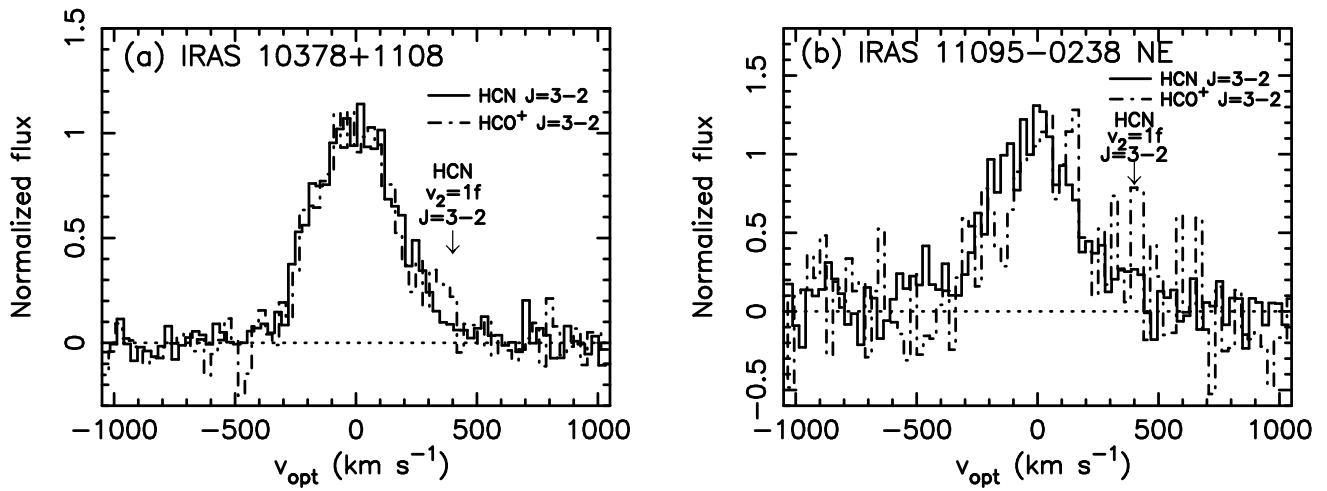 (a) IRAS 10378+1108
HCN J=3−2
HCO⁺ J=3−2
HCN
v₂=1f
J=3−2
1.5
1
0.5
0
Normalized flux
−1000 −500 0 500 1000
v_opt (km s⁻¹)
(b) IRAS 11095−0238 NE
HCN J=3−2
HCO⁺ J=3−2
HCN
v₂=1f
J=3−2
1.5
1
0.5
0
−0.5
Normalized flux
−1000 −500 0 500 1000
v_opt (km s⁻¹)